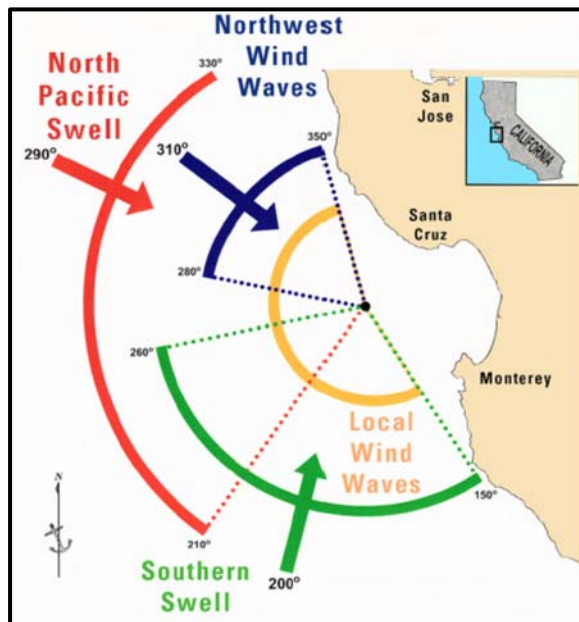 Northwest
Wind
Waves
North
Pacific
Swell
330°
290°
310°
350°
San
Jose
CALIFORNIA
Santa
Cruz
280°
260°
Monterey
Local
Wind
Waves
150°
N
210°
Southern
Swell
200°